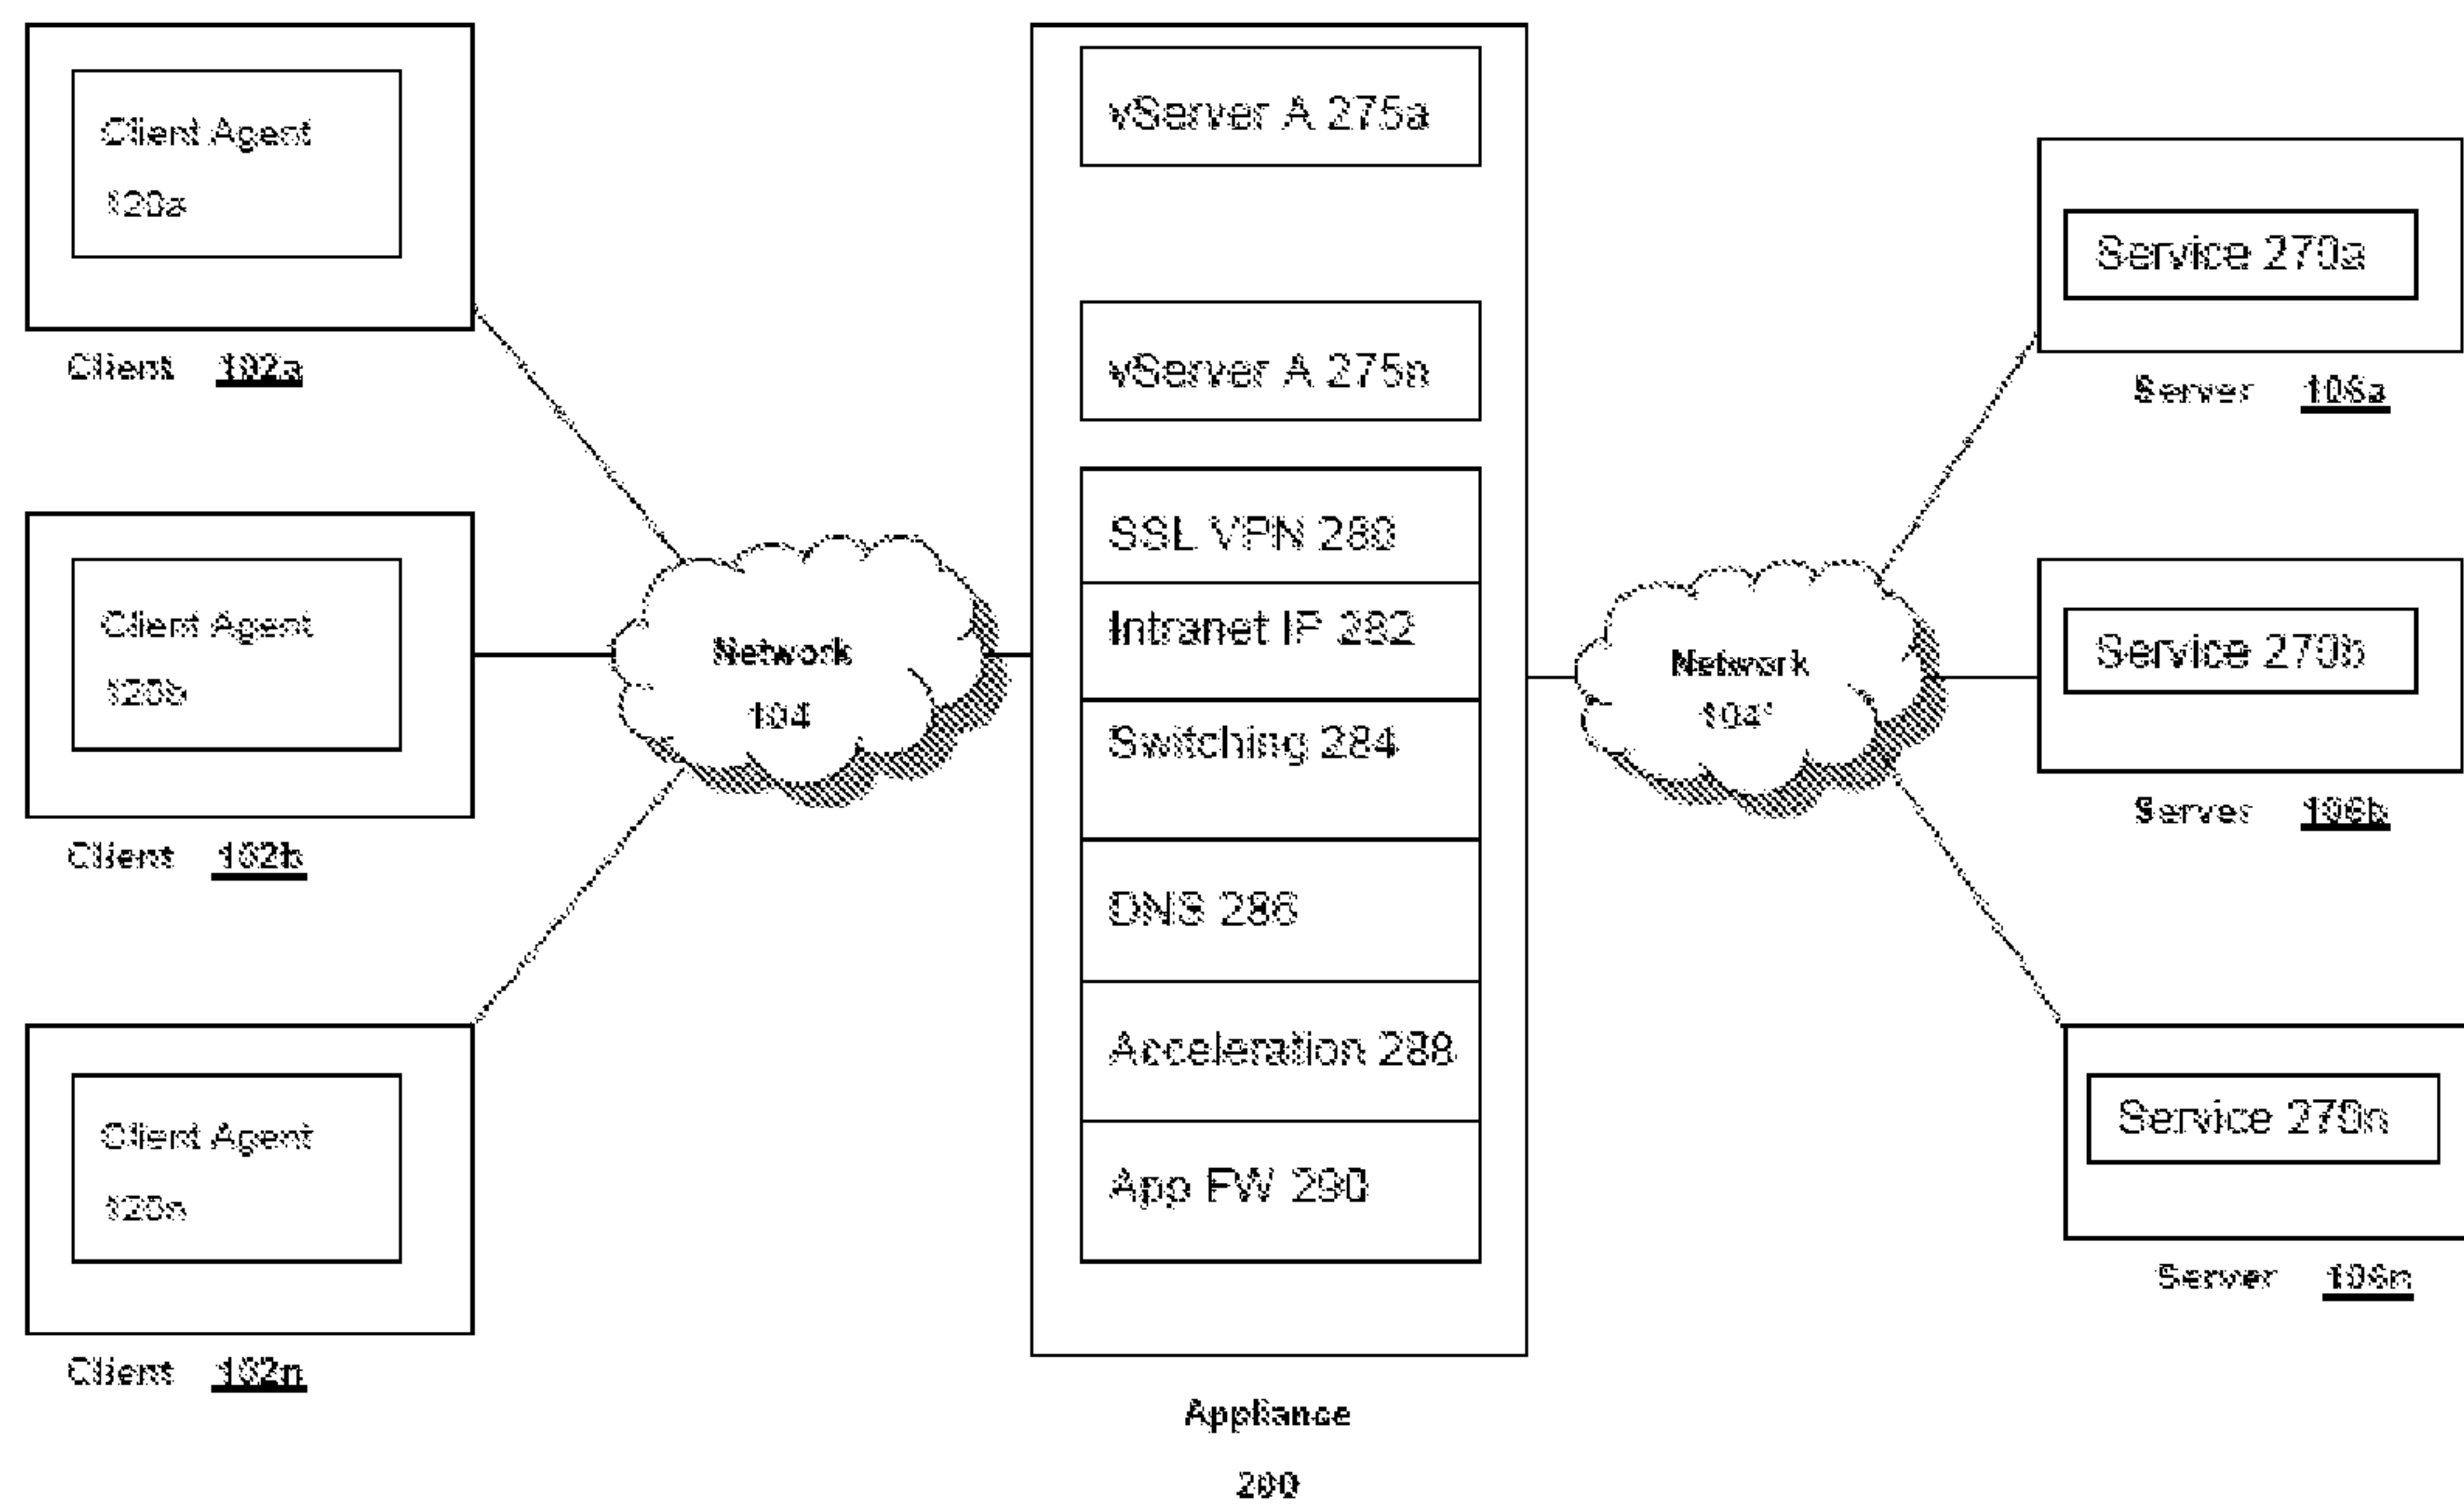 Client Agent
120a
Client 102a
Client Agent
120b
Client 102b
Client Agent
120n
Client 102n
Network
104
vServer A 275a
vServer A 275n
SSL VPN 280
Intranet IP 282
Switching 284
DNS 286
Acceleration 288
App FW 290
Appliance
200
Network
104'
Service 270a
Server 106a
Service 270b
Server 106b
Service 270n
Server 106n